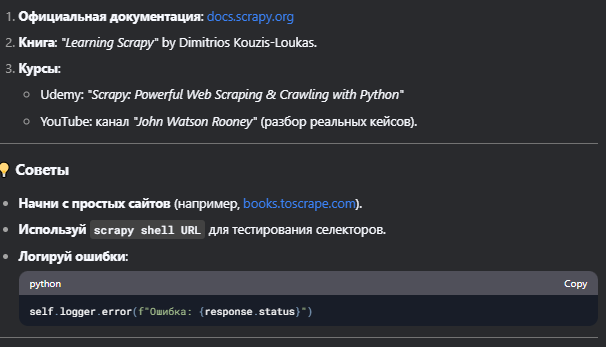 1. Официальная документация: docs.scrapy.org
2. Книга: "Learning Scrapy" by Dimitrios Kouzis-Loukas.
3. Курсы:
○ Udemy: "Scrapy: Powerful Web Scraping & Crawling with Python"
○ YouTube: канал "John Watson Rooney" (разбор реальных кейсов).
💡 Советы
• Начни с простых сайтов (например, books.toscrape.com).
• Используй scrapy shell URL для тестирования селекторов.
• Логируй ошибки:
python Copy
self.logger.error(f"Ошибка: {response.status}")